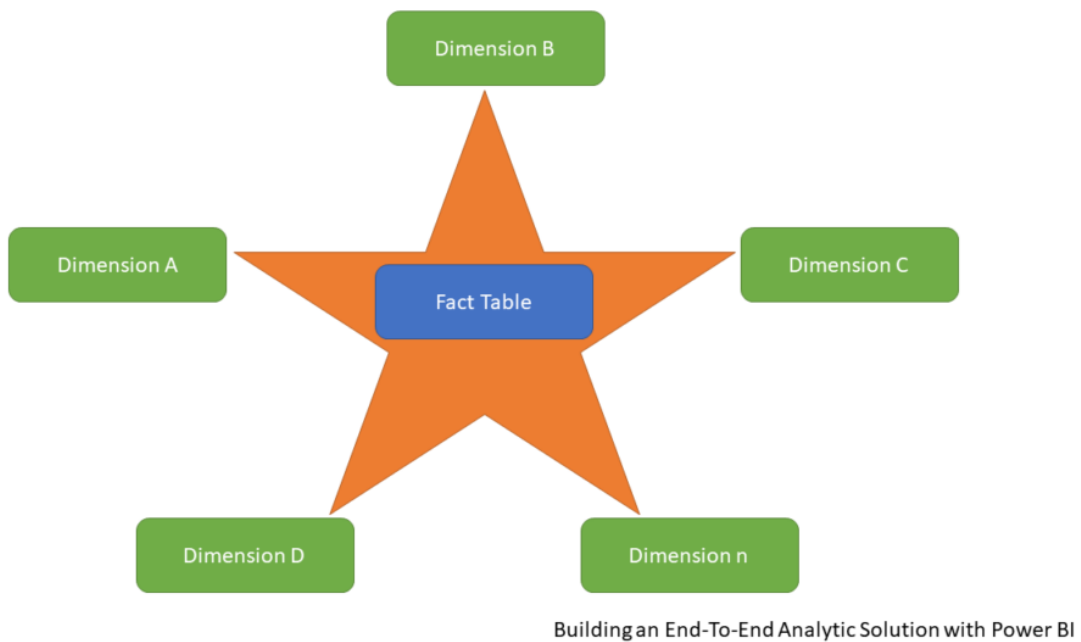 Dimension B
Dimension A
Dimension C
Fact Table
Dimension D
Dimension n
Building an End-To-End Analytic Solution with Power BI